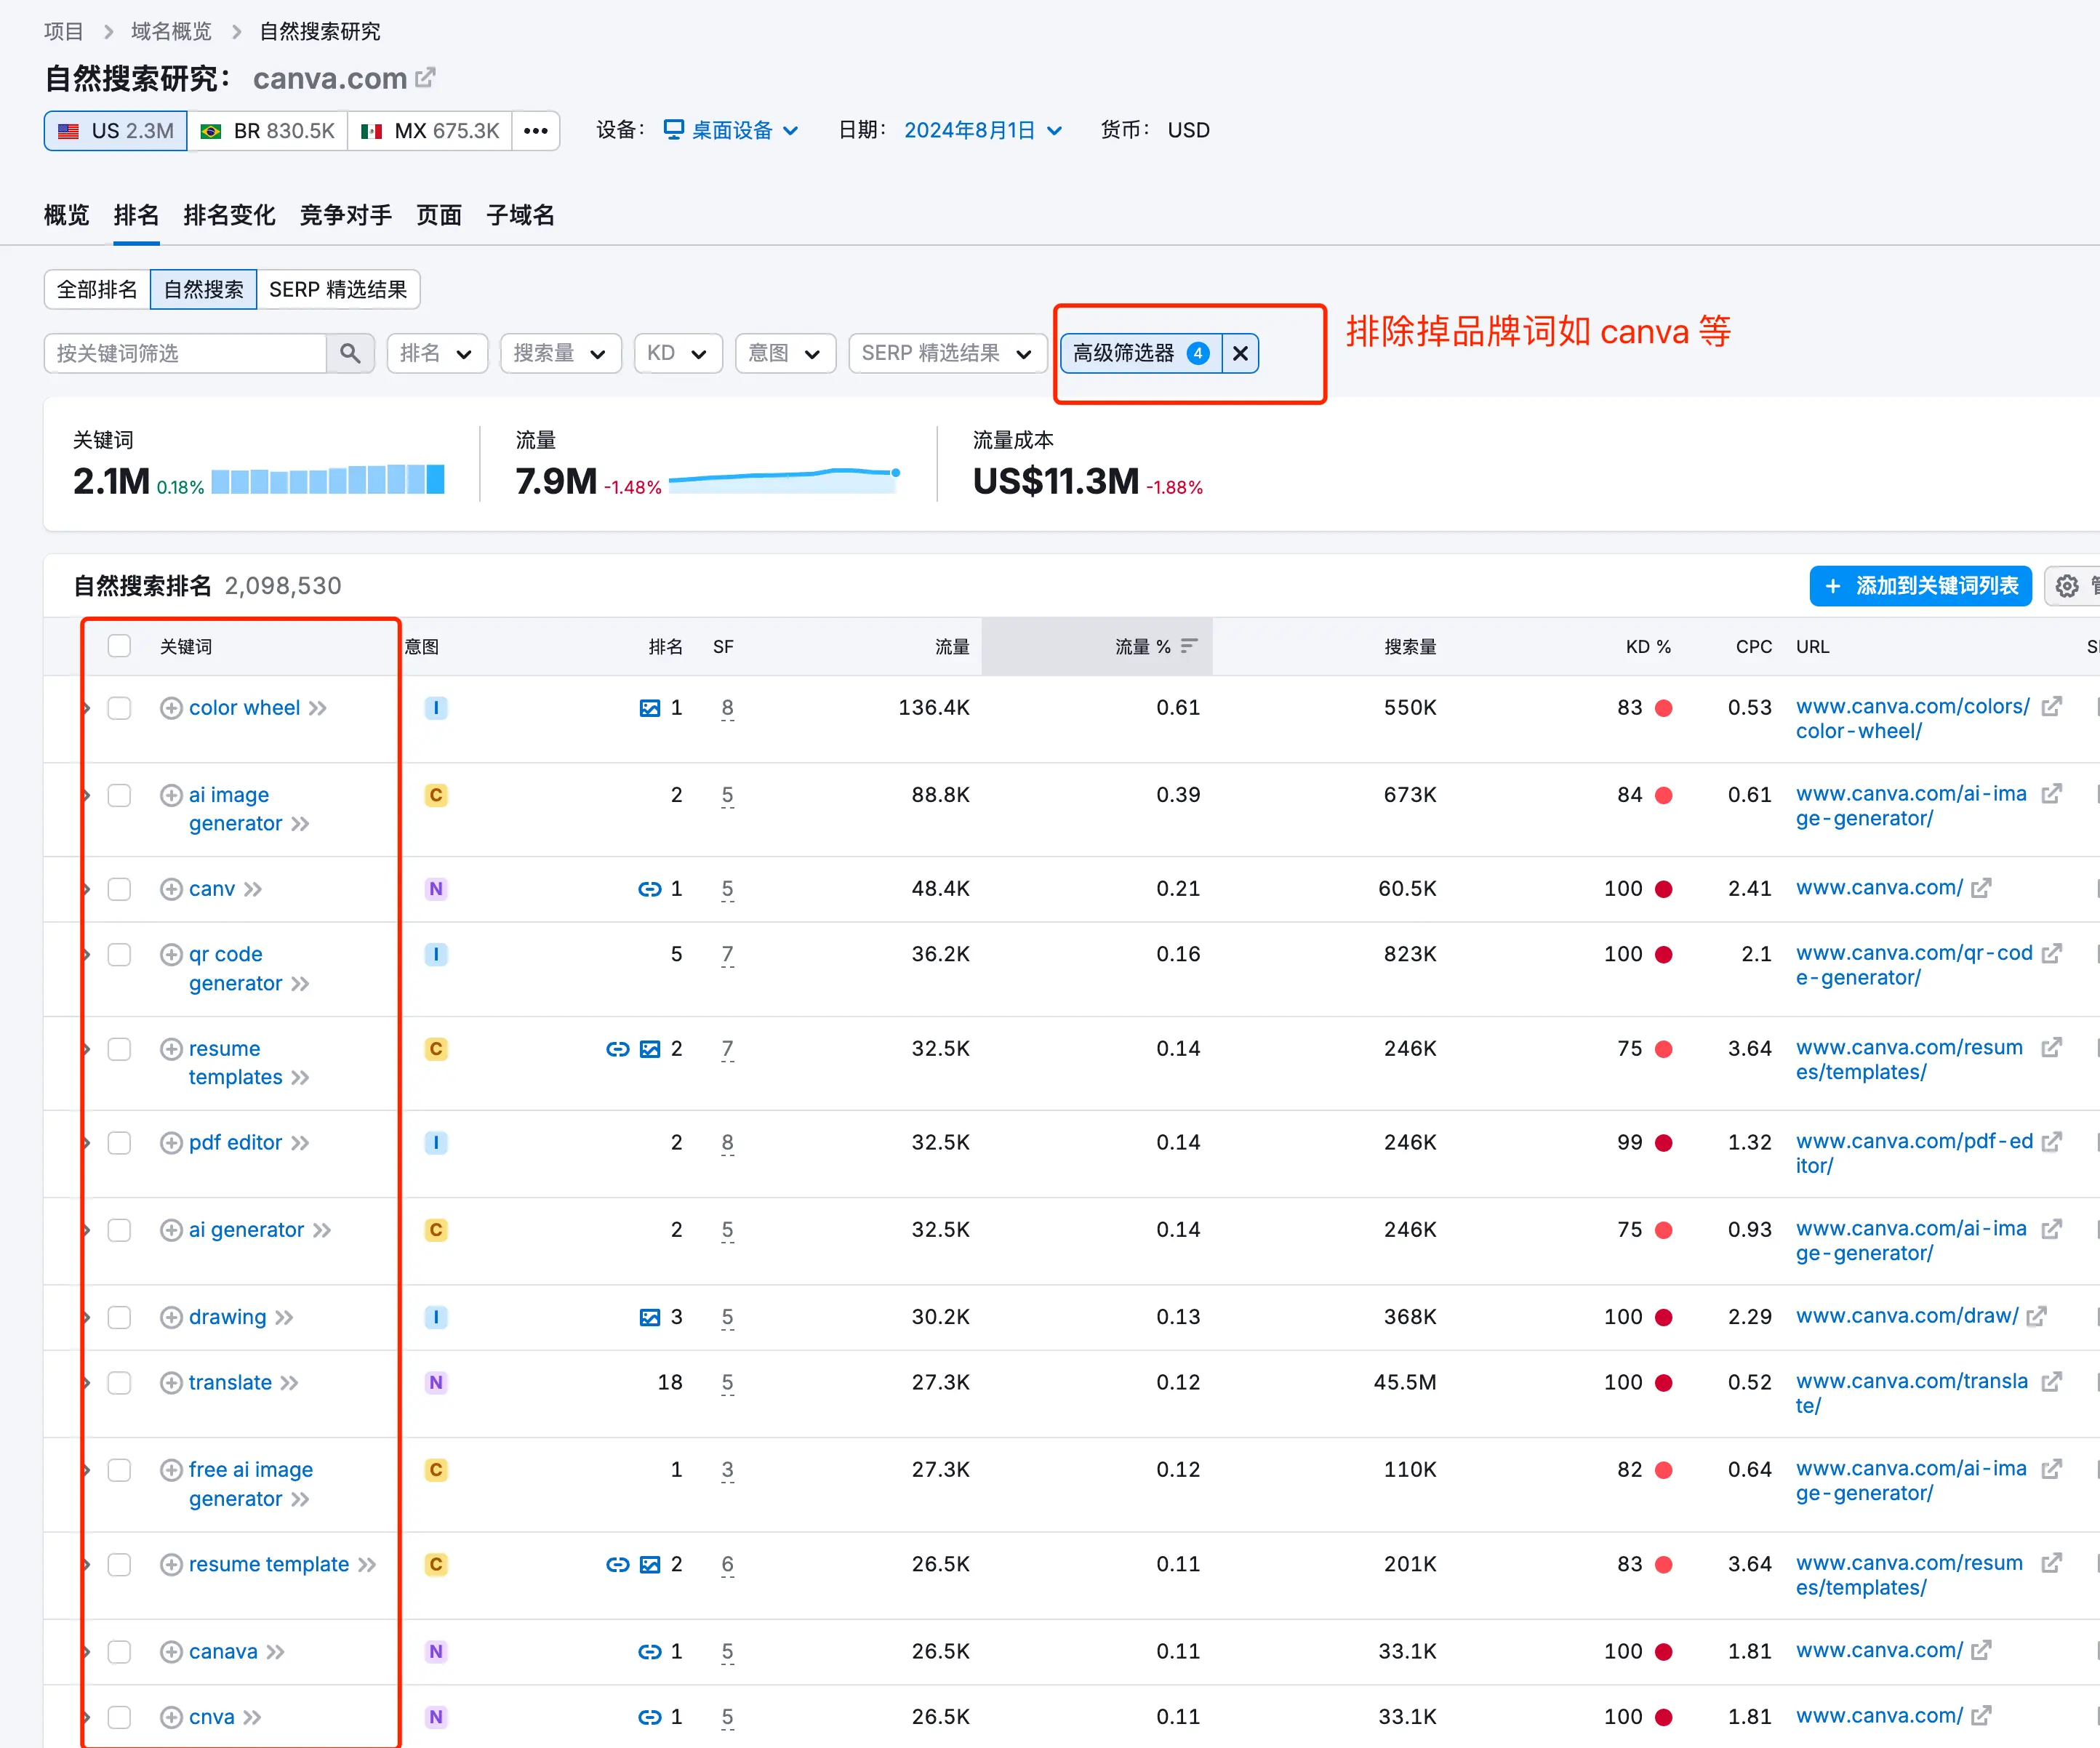 项目 > 域名概览 > 自然搜索研究
自然搜索研究： canva.com
US 2.3M BR 830.5K MX 675.3K ••• 设备： 桌面设备 日期： 2024年8月1日 货币： USD
概览 排名 排名变化 竞争对手 页面 子域名
全部排名 自然搜索 SERP 精选结果
排除掉品牌词如 canva 等
按关键词筛选 排名 搜索量 KD 意图 SERP 精选结果 高级筛选器 4 ×
关键词 流量 流量成本
2.1M 0.18% 7.9M -1.48% US$11.3M -1.88%
自然搜索排名 2,098,530 + 添加到关键词列表
关键词 意图 排名 SF 流量 流量 % 搜索量 KD % CPC URL
color wheel >> I 1 8 136.4K 0.61 550K 83 0.53 www.canva.com/colors/
color-wheel/
ai image C 2 5 88.8K 0.39 673K 84 0.61 www.canva.com/ai-ima
generator >> ge-generator/
canv >> N 1 5 48.4K 0.21 60.5K 100 2.41 www.canva.com/
qr code I 5 7 36.2K 0.16 823K 100 2.1 www.canva.com/qr-cod
generator >> e-generator/
resume C 2 7 32.5K 0.14 246K 75 3.64 www.canva.com/resum
templates >> es/templates/
pdf editor >> I 2 8 32.5K 0.14 246K 99 1.32 www.canva.com/pdf-ed
itor/
ai generator >> C 2 5 32.5K 0.14 246K 75 0.93 www.canva.com/ai-ima
ge-generator/
drawing >> I 3 5 30.2K 0.13 368K 100 2.29 www.canva.com/draw/
translate >> N 18 5 27.3K 0.12 45.5M 100 0.52 www.canva.com/transla
te/
free ai image C 1 3 27.3K 0.12 110K 82 0.64 www.canva.com/ai-ima
generator >> ge-generator/
resume template >> C 2 6 26.5K 0.11 201K 83 3.64 www.canva.com/resum
es/templates/
canava >> N 1 5 26.5K 0.11 33.1K 100 1.81 www.canva.com/
cnva >> N 1 5 26.5K 0.11 33.1K 100 1.81 www.canva.com/